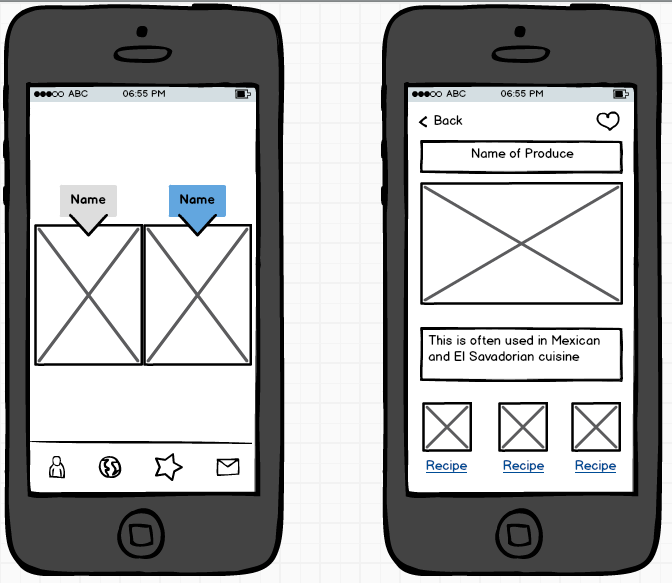 ABC 06:55 PM
Name Name
ABC 06:55 PM
Back
Name of Produce
This is often used in Mexican
and El Savadorian cuisine
Recipe Recipe Recipe